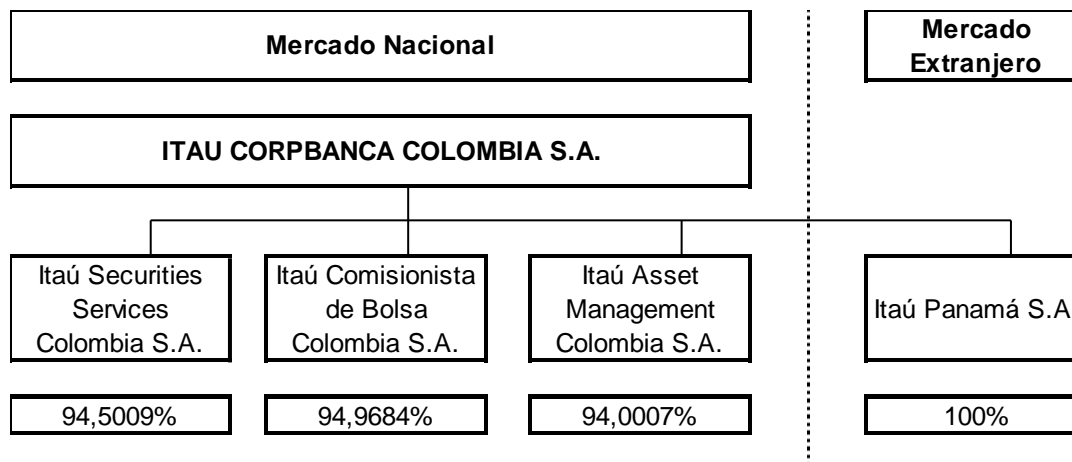 Mercado Nacional
Mercado
Extranjero
ITAU CORPBANCA COLOMBIA S.A.
Itaú Securities
Services
Colombia S.A.
Itaú Comisionista
de Bolsa
Colombia S.A.
Itaú Asset
Management
Colombia S.A.
Itaú Panamá S.A
94,5009%
94,9684%
94,0007%
100%